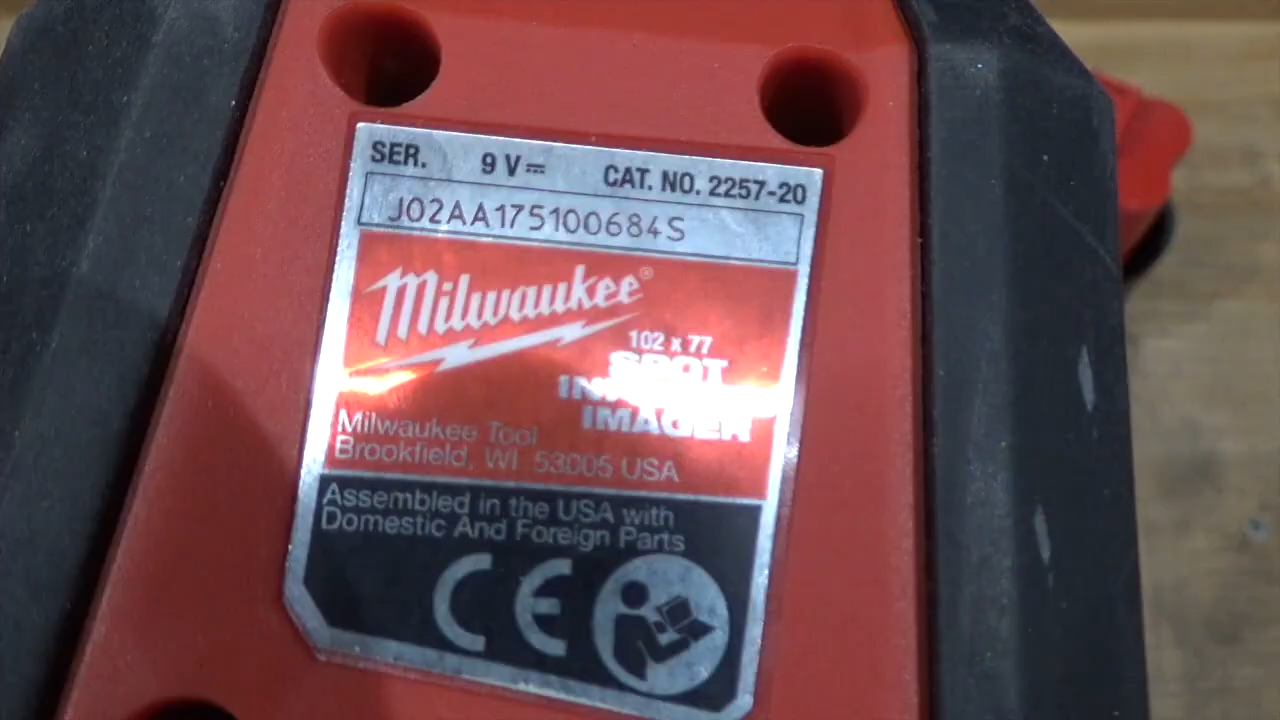 SER. 9 V⎓ CAT. NO. 2257-20
J02AA175100684S
Milwaukee®
102 x 77
SPOT
IMAGER
Milwaukee Tool
Brookfield, WI 53005 USA
Assembled in the USA with
Domestic And Foreign Parts
CE